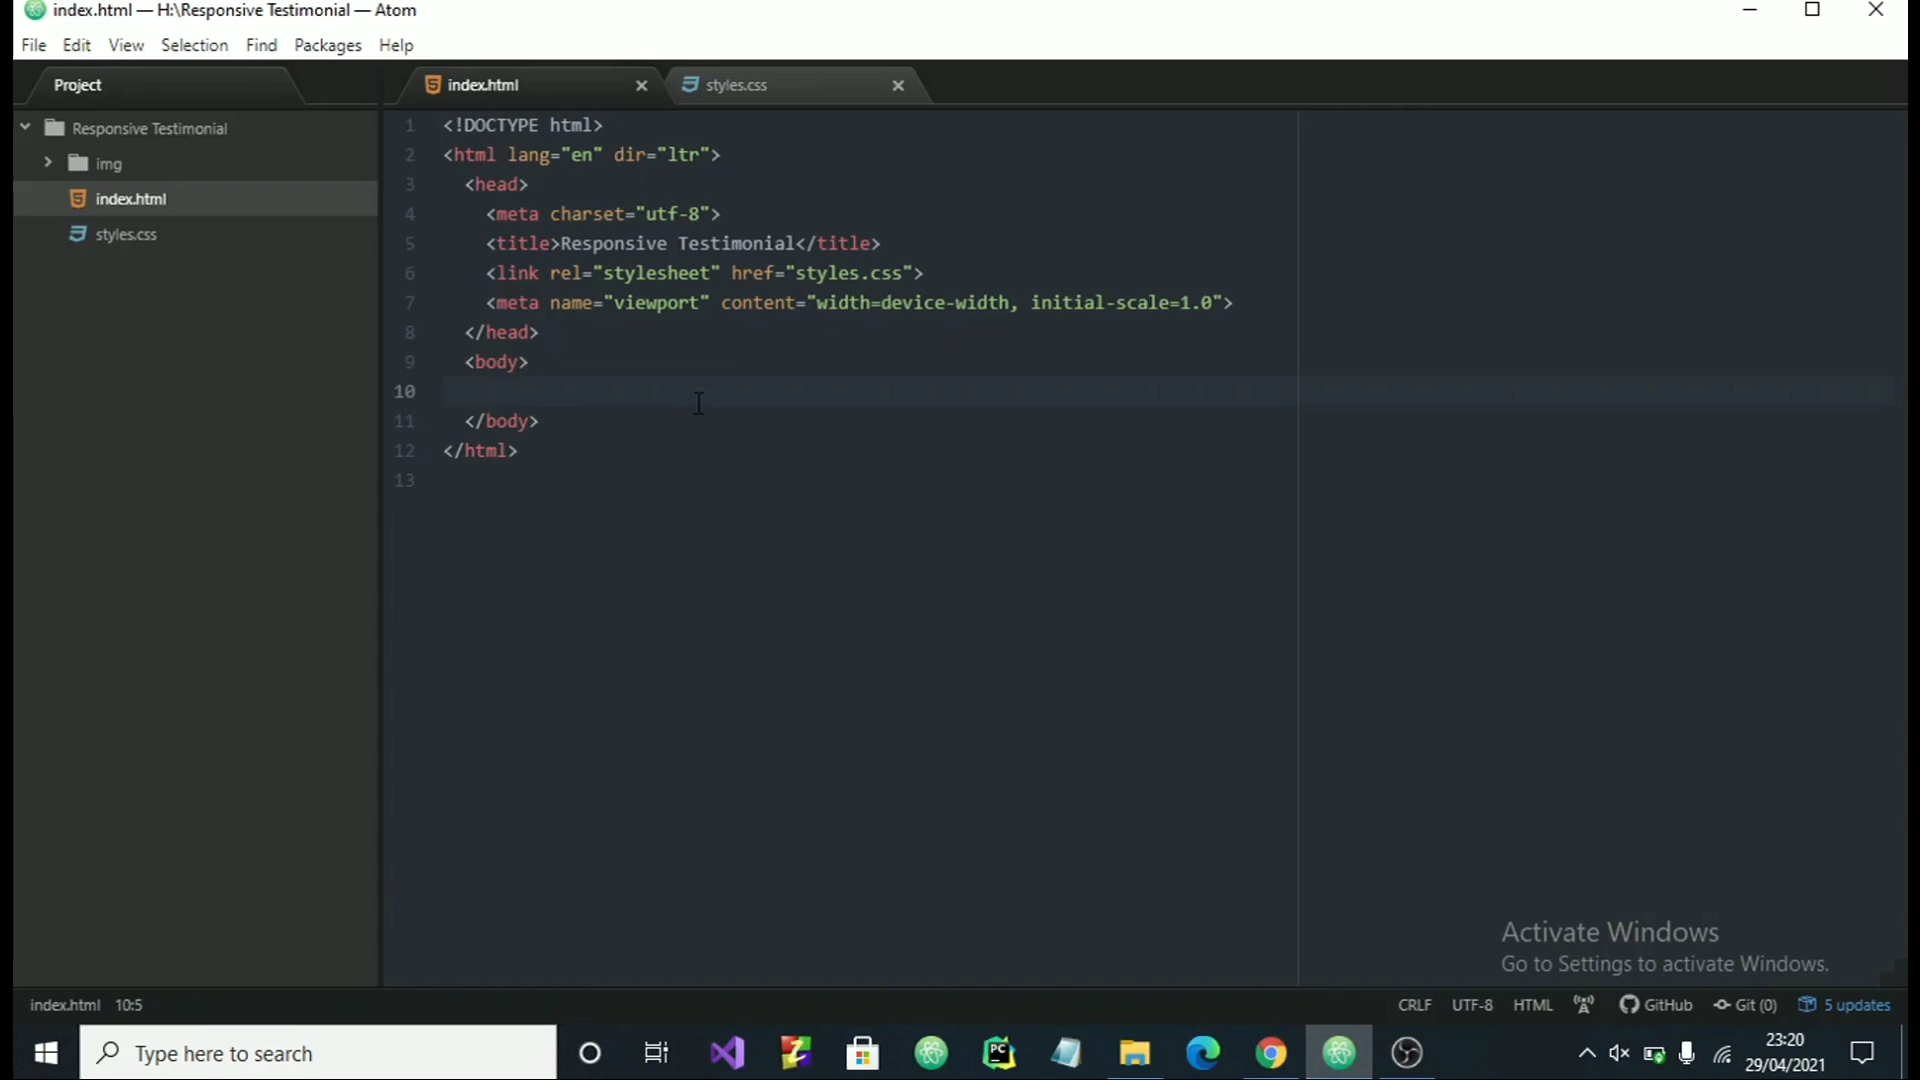 index.html — H:\Responsive Testimonial — Atom
File Edit View Selection Find Packages Help
Project
index.html
styles.css
Responsive Testimonial
img
index.html
styles.css
1 <!DOCTYPE html>
2 <html lang="en" dir="ltr">
3 <head>
4 <meta charset="utf-8">
5 <title>Responsive Testimonial</title>
6 <link rel="stylesheet" href="styles.css">
7 <meta name="viewport" content="width=device-width, initial-scale=1.0">
8 </head>
9 <body>
10
11 </body>
12 </html>
13
Activate Windows
Go to Settings to activate Windows.
index.html 10:5
CRLF UTF-8 HTML GitHub Git (0) 5 updates
Type here to search
PC
23:20
29/04/2021